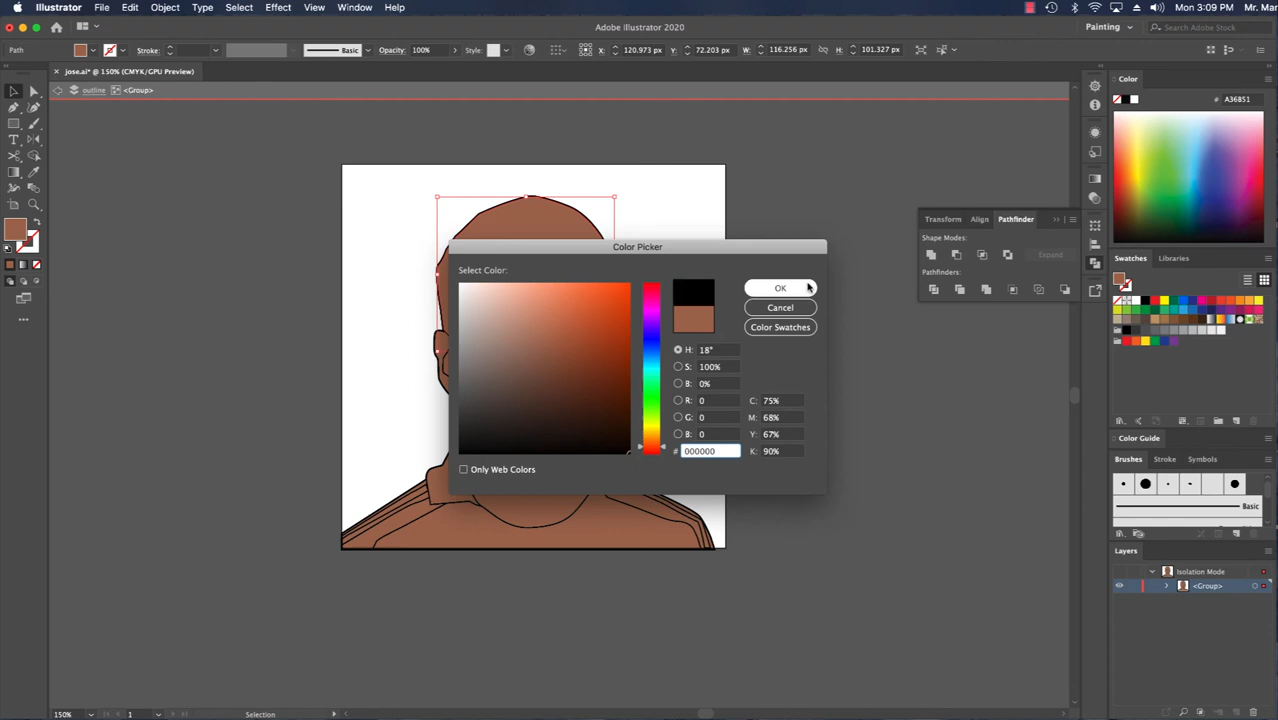 Illustrator File Edit Object Type Select Effect View Window Help Mon 3:09 PM Mr. Mar
Adobe Illustrator 2020 Painting Search Adobe Stock
Path Stroke: Basic Opacity: 100% Style: X: 120.973 px Y: 72.203 px W: 116.256 px H: 101.327 px
jose.ai* @ 150% (CMYK/GPU Preview)
outline <Group>
Color
# A36851
Transform Align Pathfinder
Shape Modes:
Expand
Pathfinders:
Swatches Libraries
Color Picker
Select Color:
OK
Cancel
Color Swatches
H: 18°
S: 100%
B: 0%
R: 0 C: 75%
G: 0 M: 68%
B: 0 Y: 67%
# 000000 K: 90%
Only Web Colors
Color Guide
Brushes Stroke Symbols
Basic
Layers
Isolation Mode
<Group>
150% 1 Selection